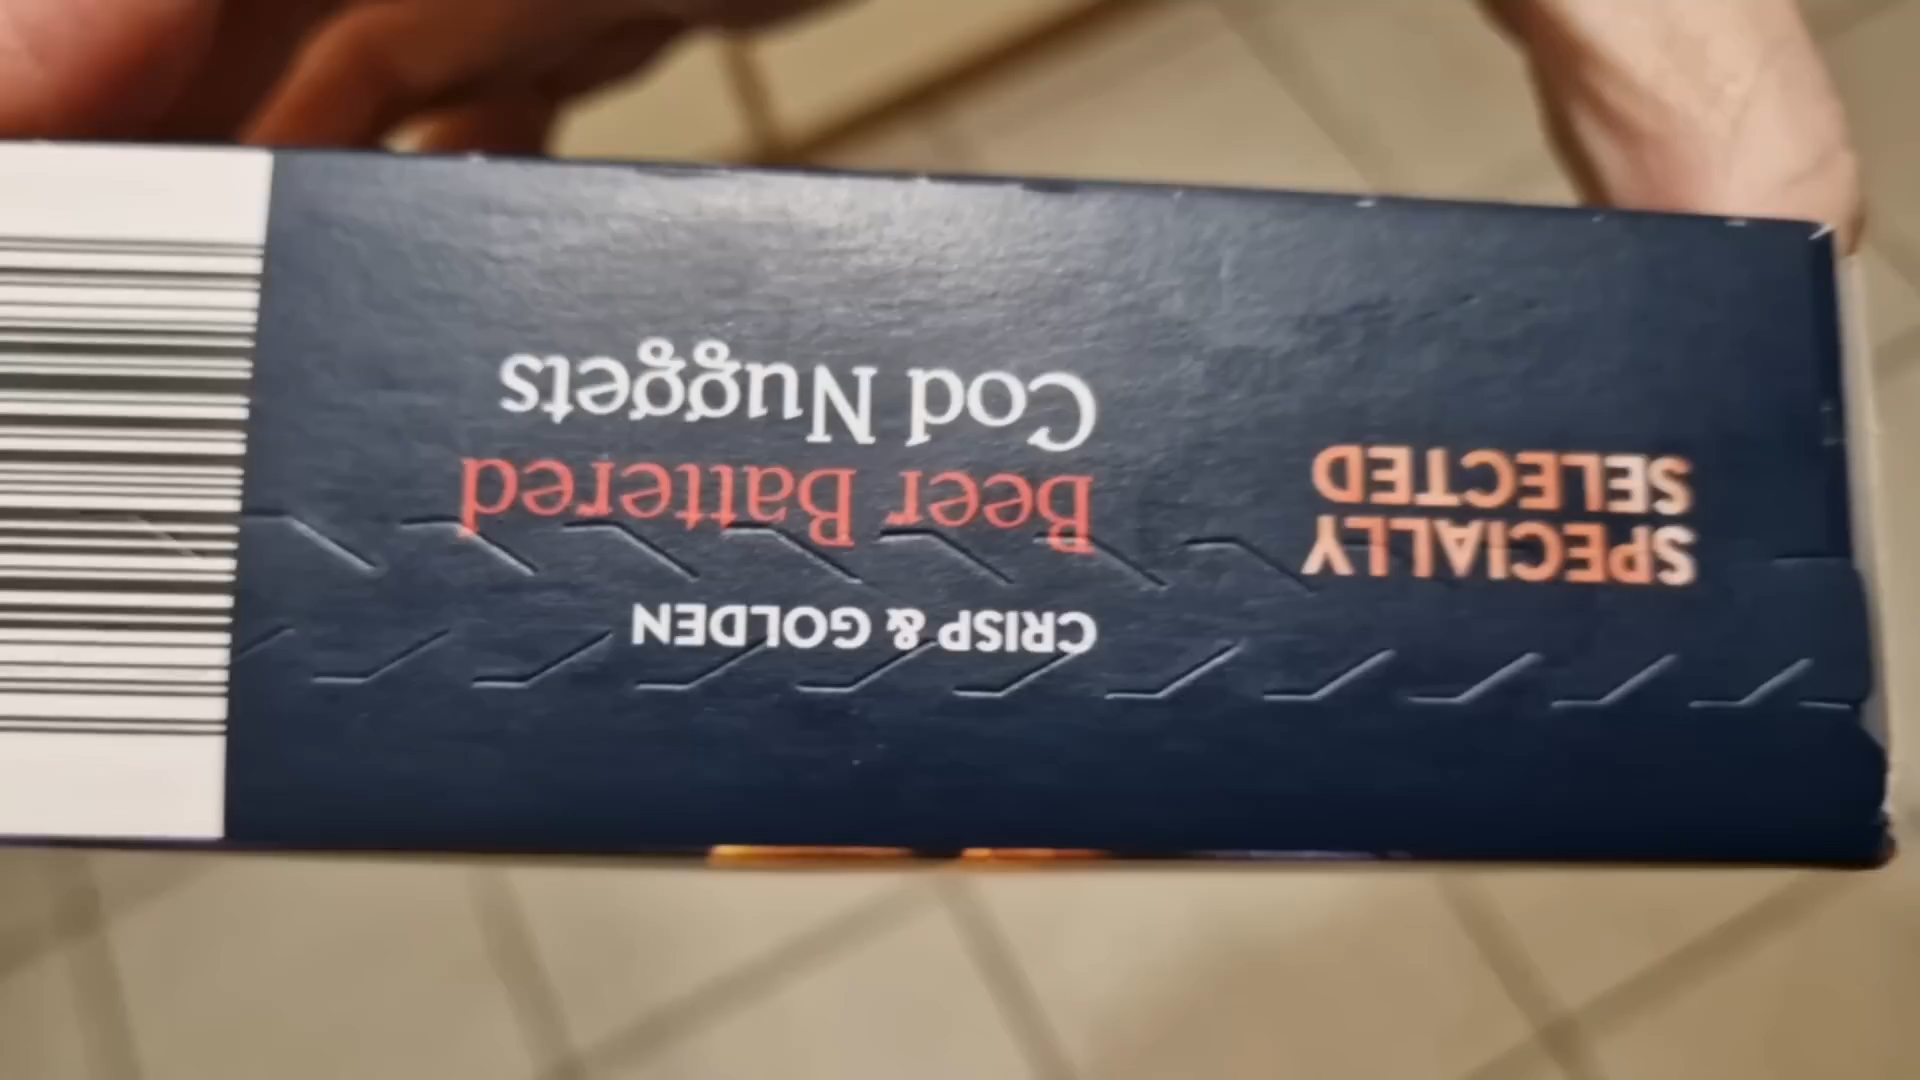 SPECIALLY
SELECTED
CRISP & GOLDEN
Beer Battered
Cod Nuggets